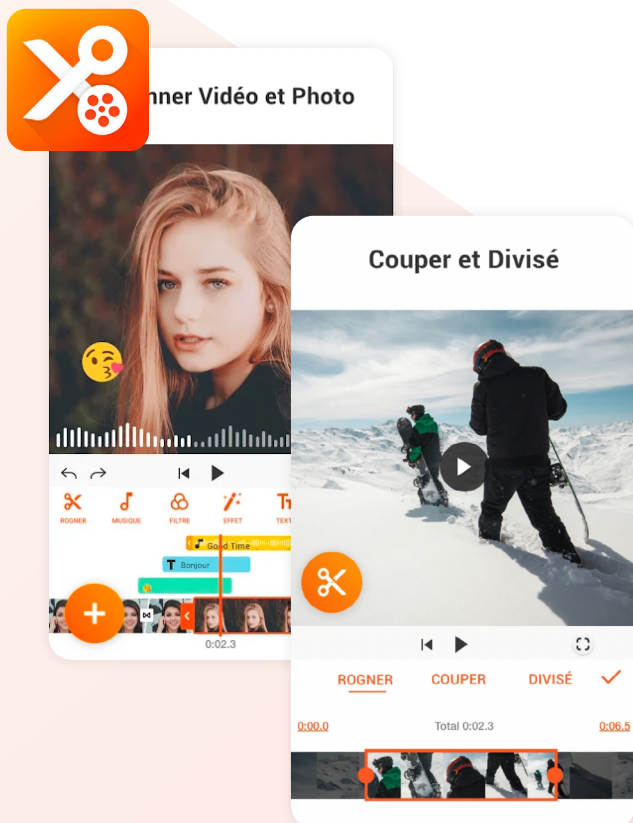 nner Vidéo et Photo
ROGNER MUSIQUE FILTRE EFFET
Good Time
T Bonjour
0:02.3
Couper et Divisé
ROGNER COUPER DIVISÉ
0:00.0 Total 0:02.3 0:06.5